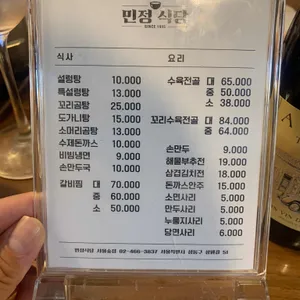 민정 식당
SINCE 1951
식사
설렁탕 10.000
특설렁탕 13.000
꼬리곰탕 25.000
도가니탕 15.000
소머리곰탕 13.000
수제돈까스 10.000
비빔냉면 9.000
손만두국 10.000
갈비찜 대 70.000
중 60.000
소 50.000
요리
수육전골 대 65.000
중 50.000
소 38.000
꼬리수육전골 대 84.000
중 64.000
손만두 9.000
해물부추전 19.000
삼겹김치전 18.000
돈까스안주 15.000
소면사리 5.000
만두사리 5.000
누룽지사리 5.000
당면사리 6.000
민정식당